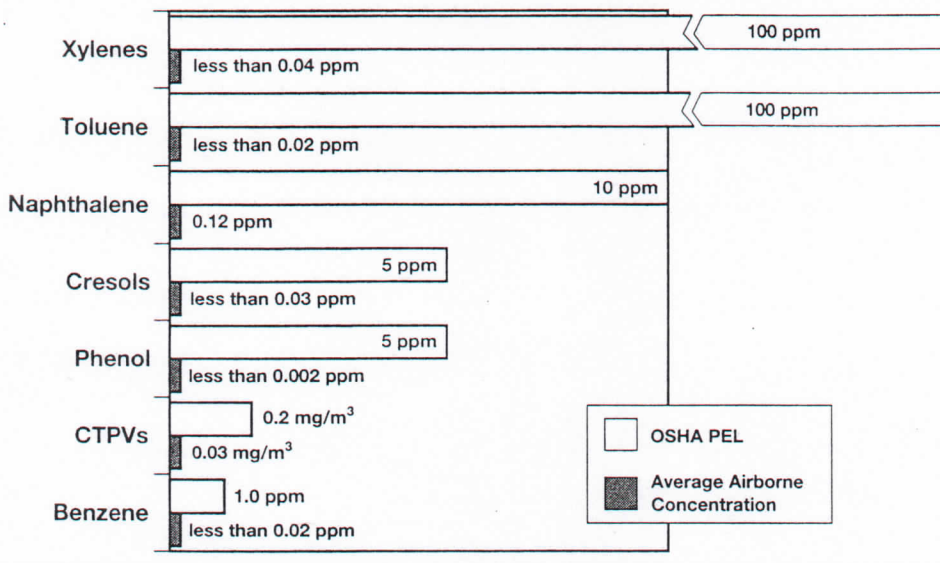 Xylenes
100 ppm
less than 0.04 ppm
Toluene
100 ppm
less than 0.02 ppm
Naphthalene
10 ppm
0.12 ppm
Cresols
5 ppm
less than 0.03 ppm
Phenol
5 ppm
less than 0.002 ppm
CTPVs
0.2 mg/m³
0.03 mg/m³
Benzene
1.0 ppm
less than 0.02 ppm
OSHA PEL
Average Airborne
Concentration